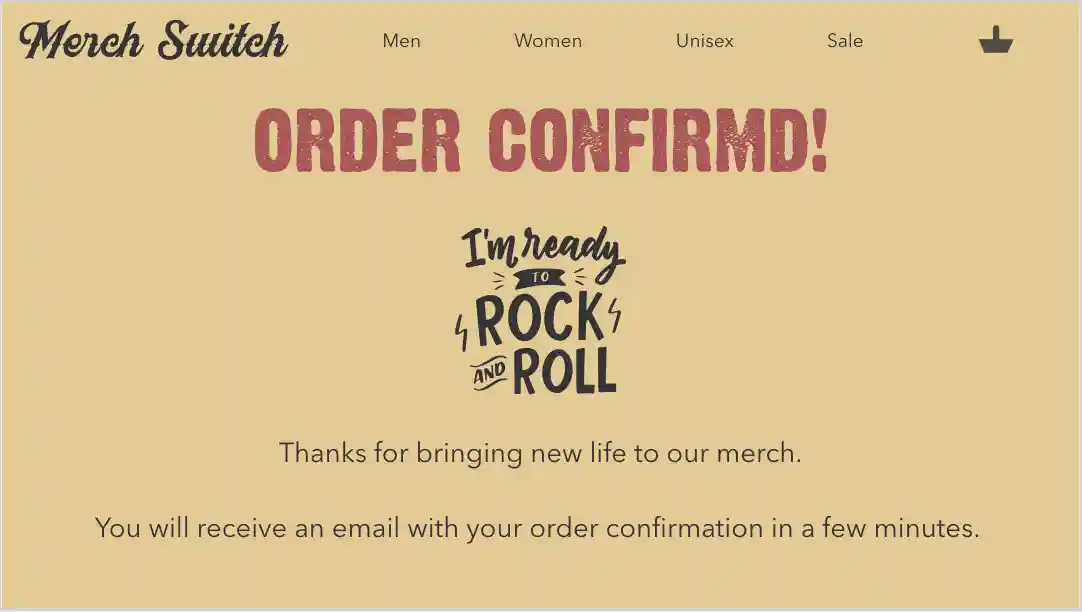 Merch Switch
Men
Women
Unisex
Sale
ORDER CONFIRMD!
I'm ready
TO
ROCK
AND ROLL
Thanks for bringing new life to our merch.
You will receive an email with your order confirmation in a few minutes.